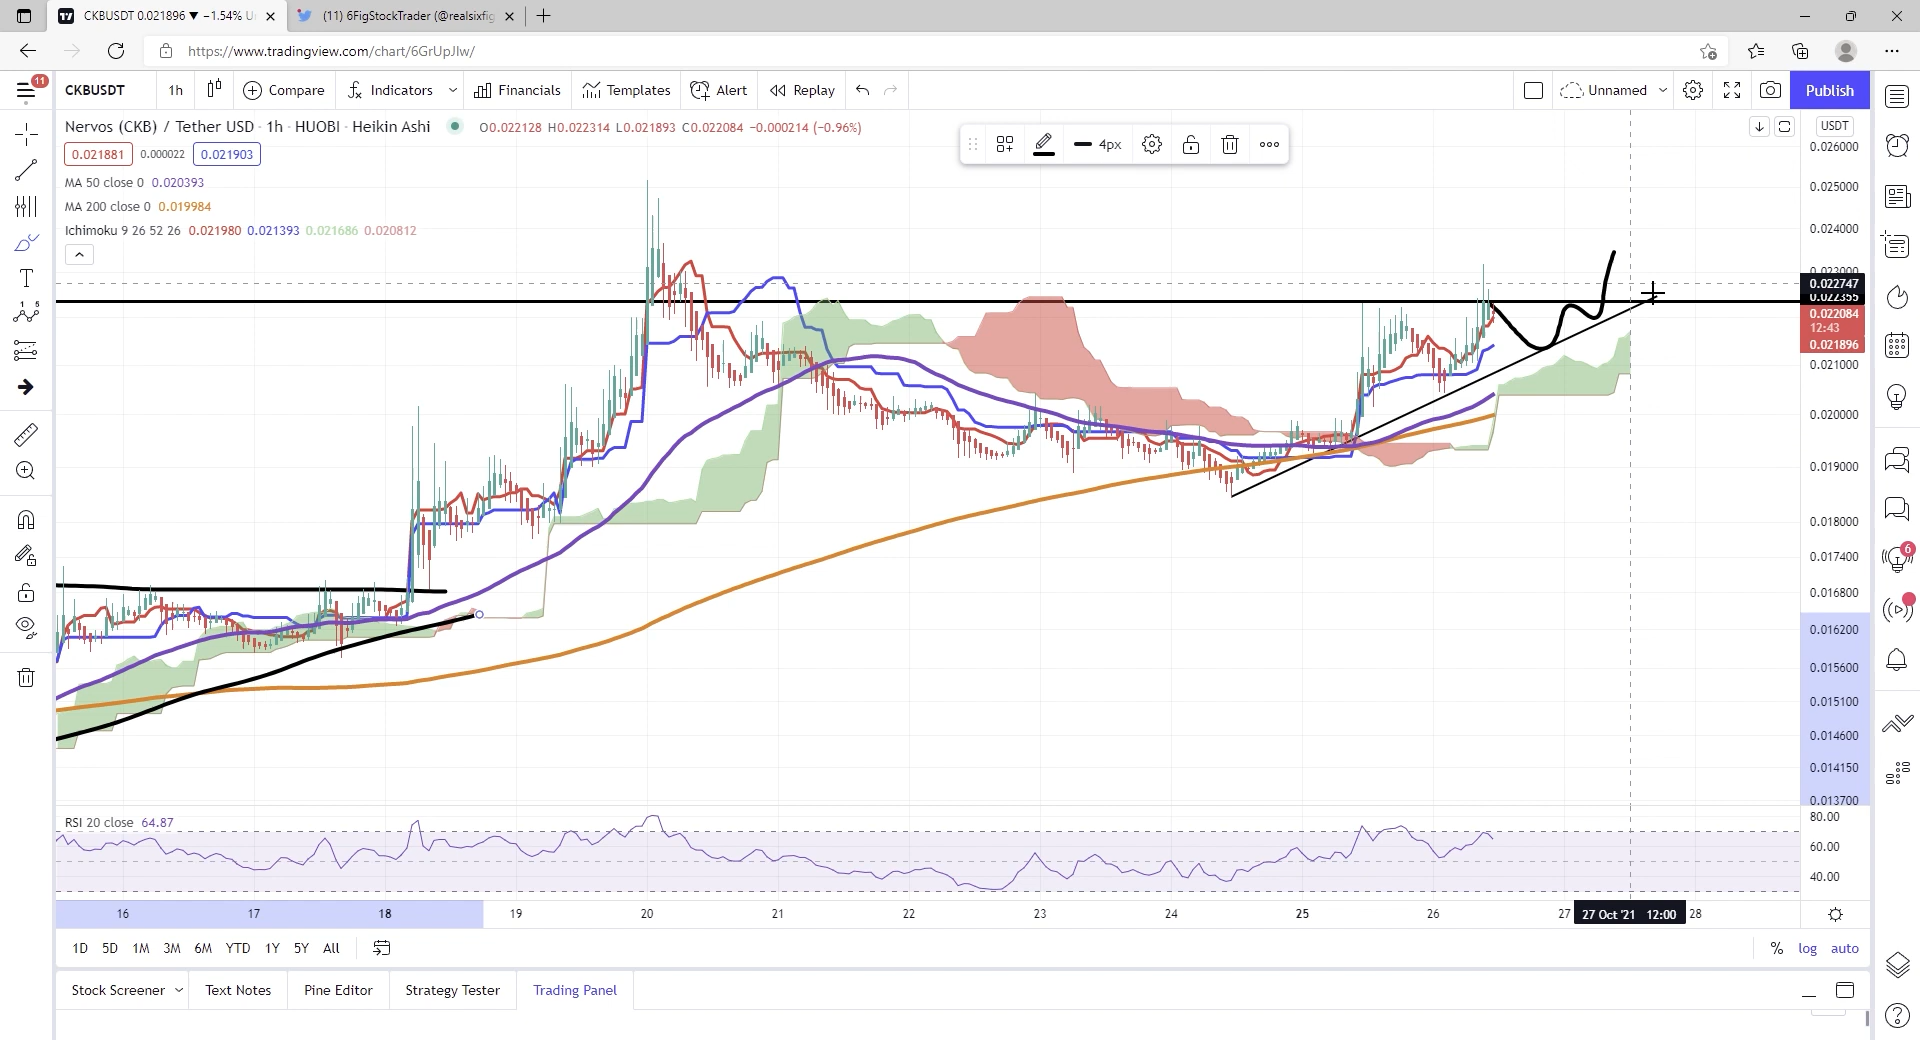 CKBUSDT 0.021896 ▼ −1.54% U
(11) 6FigStockTrader (@realsixfig
https://www.tradingview.com/chart/6GrUpJIw/
11
CKBUSDT 1h Compare Indicators Financials Templates Alert Replay Unnamed Publish
Nervos (CKB) / Tether USD · 1h · HUOBI · Heikin Ashi O0.022128 H0.022314 L0.021893 C0.022084 −0.000214 (−0.96%)
0.021881 0.000022 0.021903
MA 50 close 0 0.020393
MA 200 close 0 0.019984
Ichimoku 9 26 52 26 0.021980 0.021393 0.021686 0.020812
4px
USDT
0.026000
0.025000
0.024000
0.023000
0.022747
0.022355
0.022084
12:43
0.021896
0.021000
0.020000
0.019000
0.018000
0.017400
0.016800
0.016200
0.015600
0.015100
0.014600
0.014150
0.013700
6
RSI 20 close 64.87
80.00
60.00
40.00
16 17 18 19 20 21 22 23 24 25 26 27 27 Oct '21 12:00 28
1D 5D 1M 3M 6M YTD 1Y 5Y All
% log auto
Stock Screener Text Notes Pine Editor Strategy Tester Trading Panel